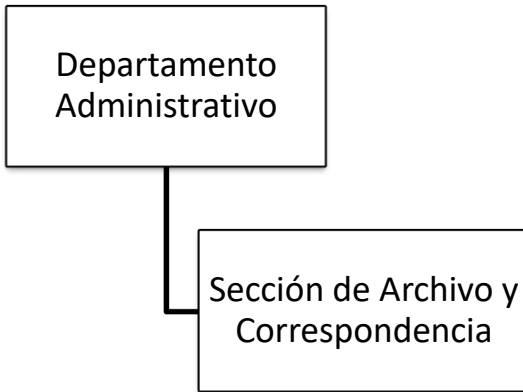 Departamento
Administrativo
Sección de Archivo y
Correspondencia